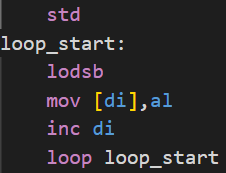 std
loop_start:
lodsb
mov [di],al
inc di
loop loop_start